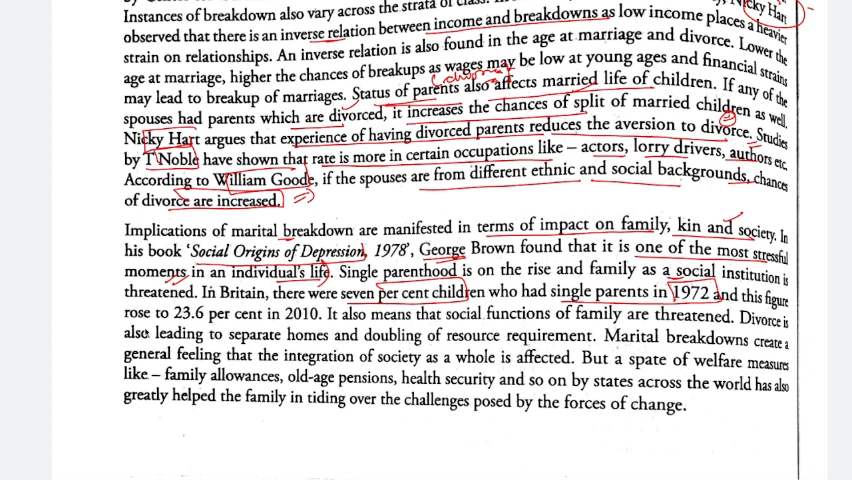 Instances of breakdown also vary across the strata of class. Nicky Hart
observed that there is an inverse relation between income and breakdowns as low income places a heavier
strain on relationships. An inverse relation is also found in the age at marriage and divorce. Lower the
age at marriage, higher the chances of breakups as wages may be low at young ages and financial strains
may lead to breakup of marriages. Status of parents also affects married life of children. If any of the
spouses had parents which are divorced, it increases the chances of split of married children as well.
Nicky Hart argues that experience of having divorced parents reduces the aversion to divorce. Studies
by T Noble have shown that rate is more in certain occupations like – actors, lorry drivers, authors etc.
According to William Goode, if the spouses are from different ethnic and social backgrounds, chances
of divorce are increased.
Implications of marital breakdown are manifested in terms of impact on family, kin and society. In
his book ‘Social Origins of Depression, 1978’, George Brown found that it is one of the most stressful
moments in an individual's life. Single parenthood is on the rise and family as a social institution is
threatened. In Britain, there were seven per cent children who had single parents in 1972 and this figure
rose to 23.6 per cent in 2010. It also means that social functions of family are threatened. Divorce is
also leading to separate homes and doubling of resource requirement. Marital breakdowns create a
general feeling that the integration of society as a whole is affected. But a spate of welfare measures
like – family allowances, old-age pensions, health security and so on by states across the world has also
greatly helped the family in tiding over the challenges posed by the forces of change.